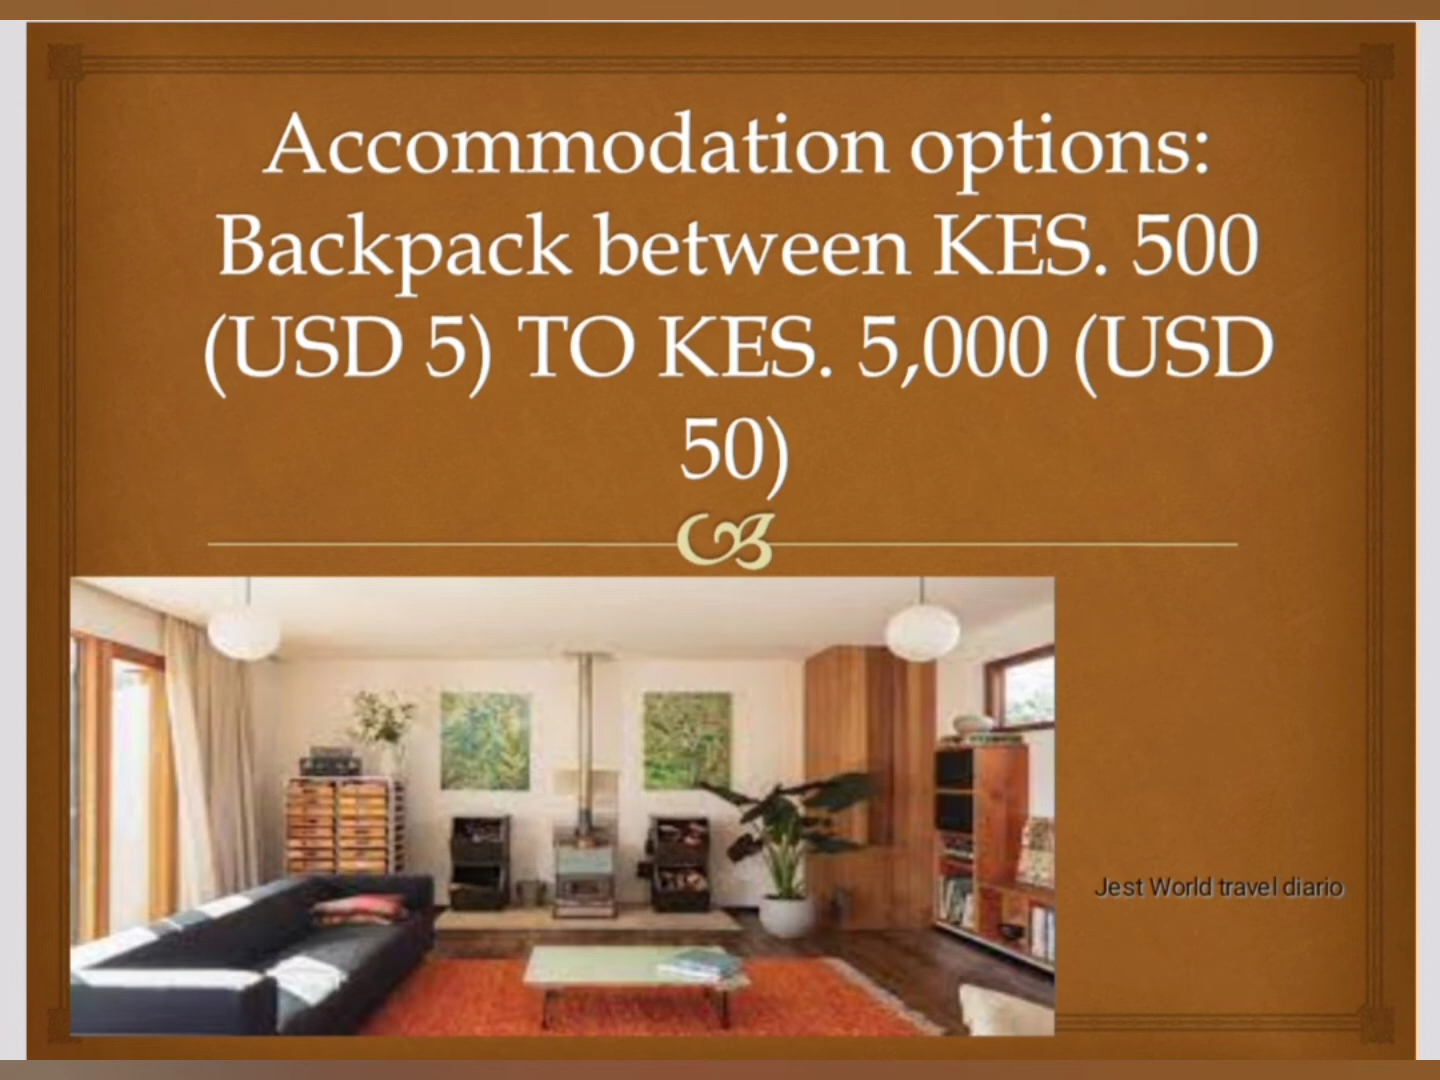 Accommodation options:
Backpack between KES. 500
(USD 5) TO KES. 5,000 (USD
50)
Jest World travel diario